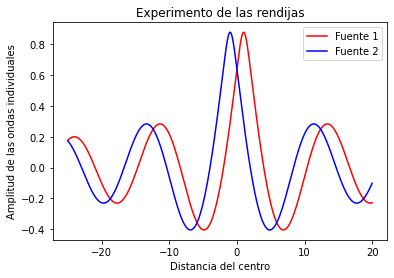 Experimento de las rendijas
Fuente 1
Fuente 2
Amplitud de las ondas individuales
0.8
0.6
0.4
0.2
0.0
−0.2
−0.4
−20
−10
0
10
20
Distancia del centro